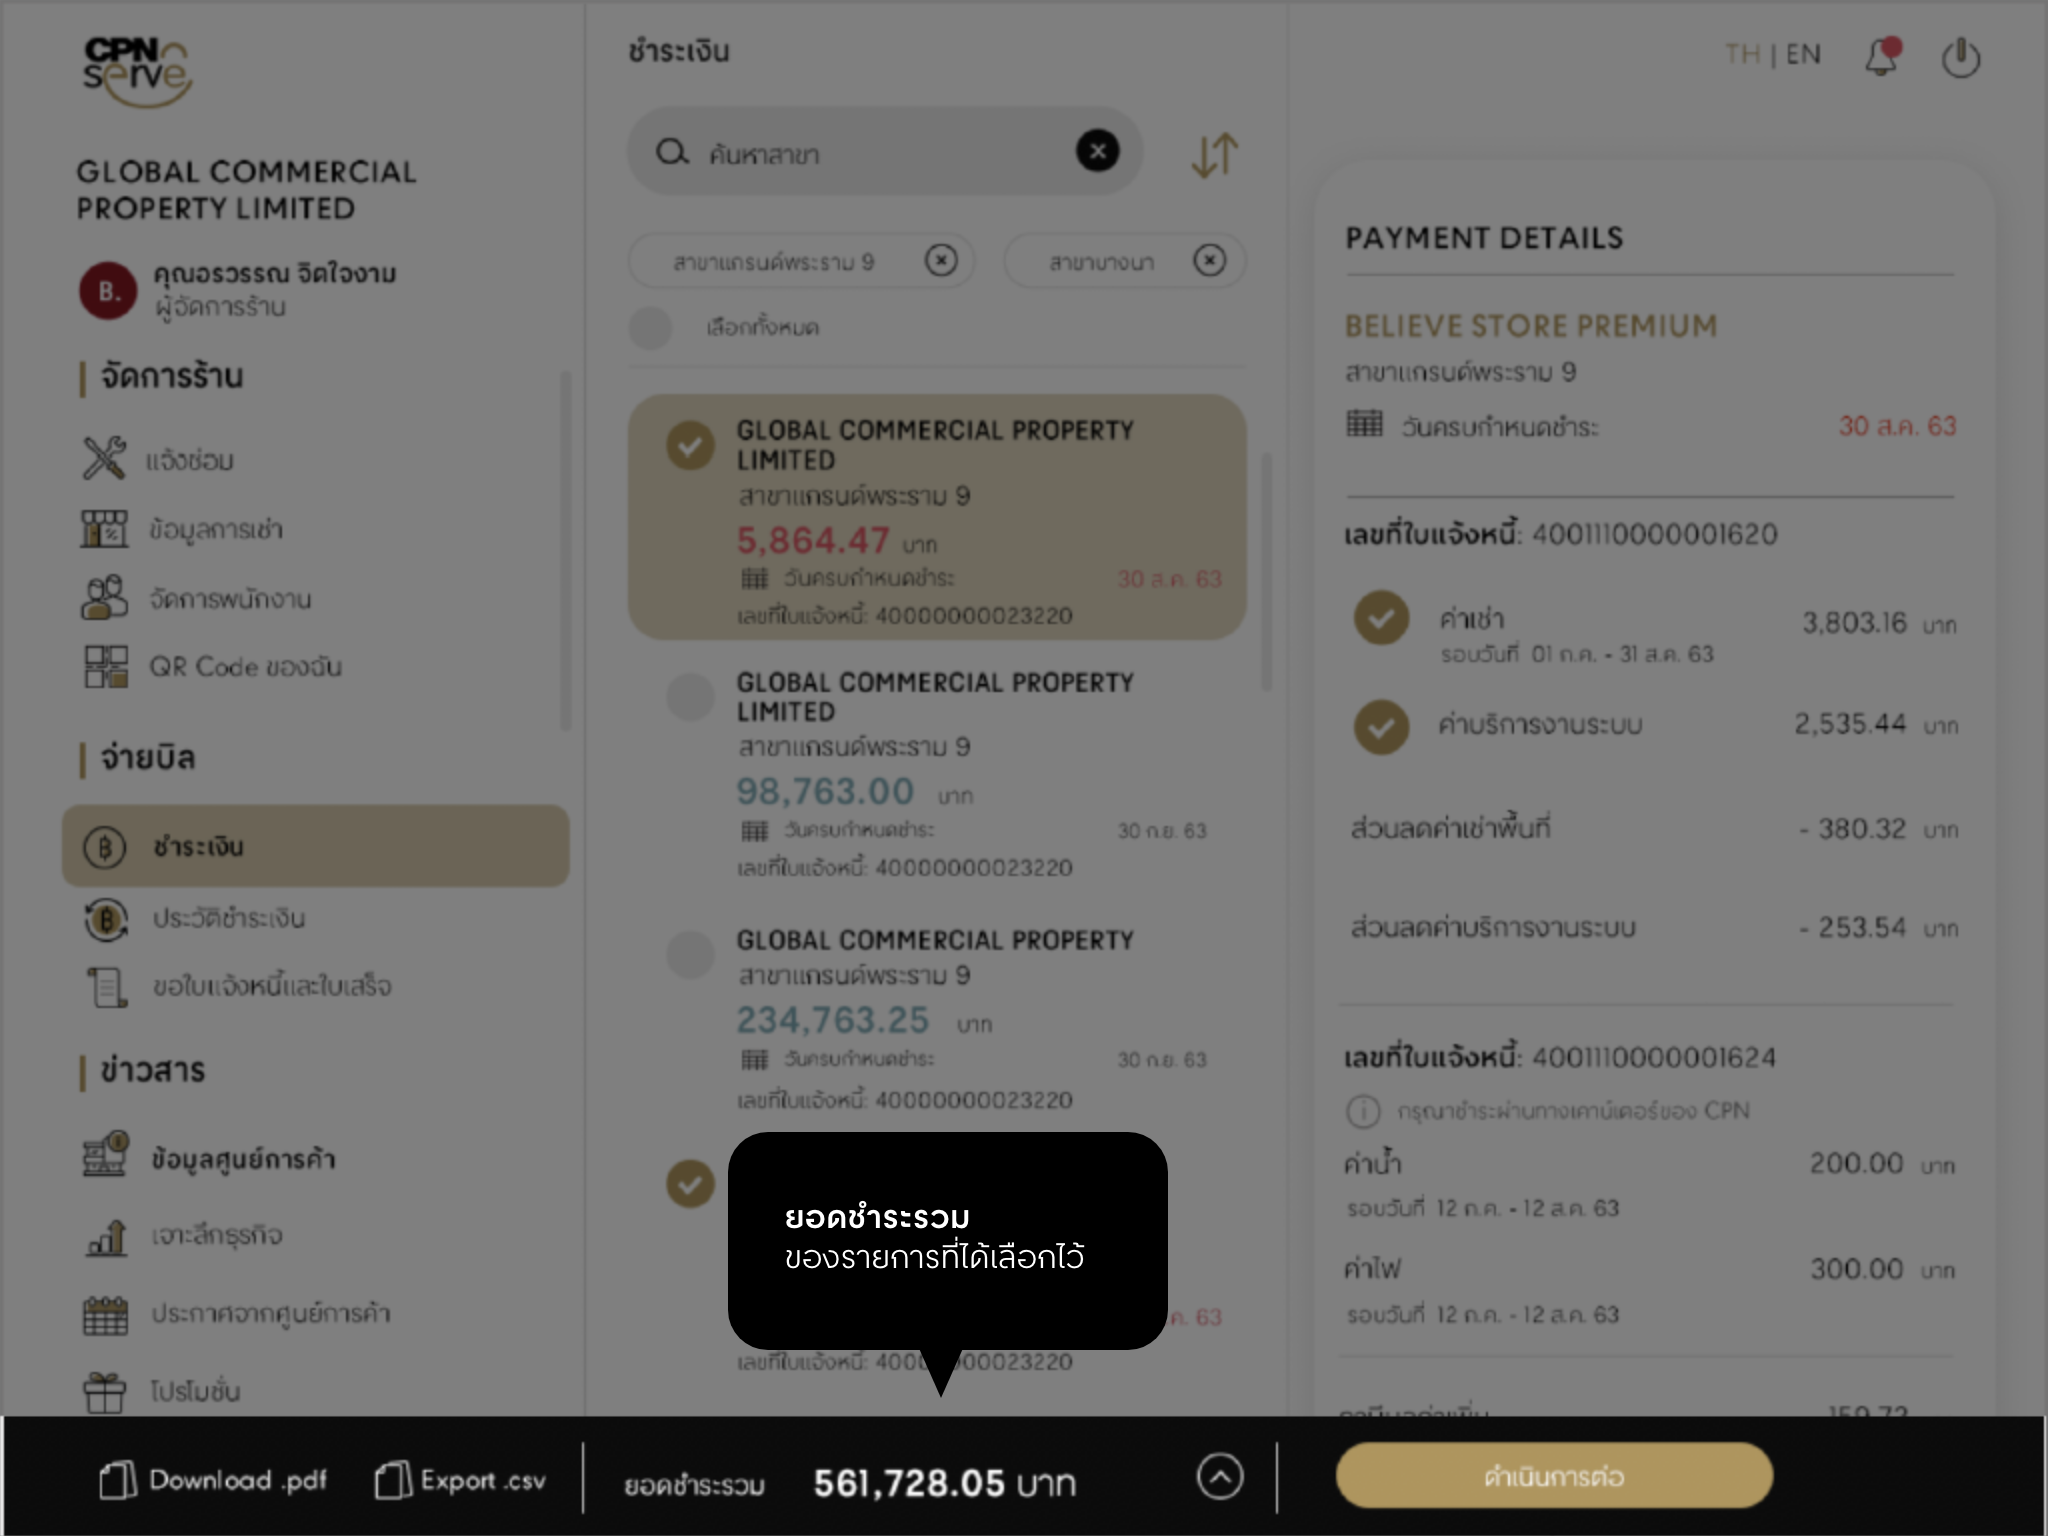 CPN
serve
GLOBAL COMMERCIAL
PROPERTY LIMITED
B.
คุณอรวรรณ จิตใจงาม
ผู้จัดการร้าน
จัดการร้าน
แจ้งซ่อม
ข้อมูลการเช่า
จัดการพนักงาน
QR Code ของฉัน
จ่ายบิล
ชำระเงิน
ประวัติชำระเงิน
ขอใบแจ้งหนี้และใบเสร็จ
ข่าวสาร
ข้อมูลศูนย์การค้า
เจาะลึกธุรกิจ
ประกาศจากศูนย์การค้า
โปรโมชั่น
ชำระเงิน
ค้นหาสาขา
สาขาแกรนด์พระราม 9
สาขาบางนา
เลือกทั้งหมด
GLOBAL COMMERCIAL PROPERTY
LIMITED
สาขาแกรนด์พระราม 9
5,864.47 บาท
วันครบกำหนดชำระ 30 ส.ค. 63
เลขที่ใบแจ้งหนี้: 40000000023220
GLOBAL COMMERCIAL PROPERTY
LIMITED
สาขาแกรนด์พระราม 9
98,763.00 บาท
วันครบกำหนดชำระ 30 ก.ย. 63
เลขที่ใบแจ้งหนี้: 40000000023220
GLOBAL COMMERCIAL PROPERTY
สาขาแกรนด์พระราม 9
234,763.25 บาท
วันครบกำหนดชำระ 30 ก.ย. 63
เลขที่ใบแจ้งหนี้: 40000000023220
ยอดชำระรวม
ของรายการที่ได้เลือกไว้
ค. 63
เลขที่ใบแจ้งหนี้: 400 00023220
TH | EN
PAYMENT DETAILS
BELIEVE STORE PREMIUM
สาขาแกรนด์พระราม 9
วันครบกำหนดชำระ 30 ส.ค. 63
เลขที่ใบแจ้งหนี้: 4001110000001620
ค่าเช่า 3,803.16 บาท
รอบวันที่ 01 ก.ค. - 31 ส.ค. 63
ค่าบริการงานระบบ 2,535.44 บาท
ส่วนลดค่าเช่าพื้นที่ - 380.32 บาท
ส่วนลดค่าบริการงานระบบ - 253.54 บาท
เลขที่ใบแจ้งหนี้: 4001110000001624
กรุณาชำระผ่านทางเคาน์เตอร์ของ CPN
ค่าน้ำ 200.00 บาท
รอบวันที่ 12 ก.ค. - 12 ส.ค. 63
ค่าไฟ 300.00 บาท
รอบวันที่ 12 ก.ค. - 12 ส.ค. 63
159.72
Download .pdf
Export .csv
ยอดชำระรวม 561,728.05 บาท
ดำเนินการต่อ